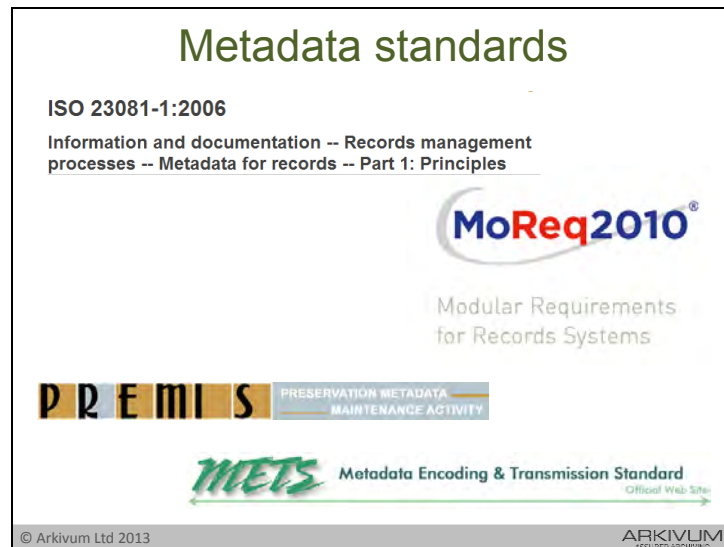 Metadata standards
ISO 23081-1:2006
Information and documentation -- Records management
processes -- Metadata for records -- Part 1: Principles
MoReq2010®
Modular Requirements
for Records Systems
PREMIS
PRESERVATION METADATA
MAINTENANCE ACTIVITY
METS
Metadata Encoding & Transmission Standard
Official Web Site
© Arkivum Ltd 2013
ARKIVUM
ASSURED ARCHIVING